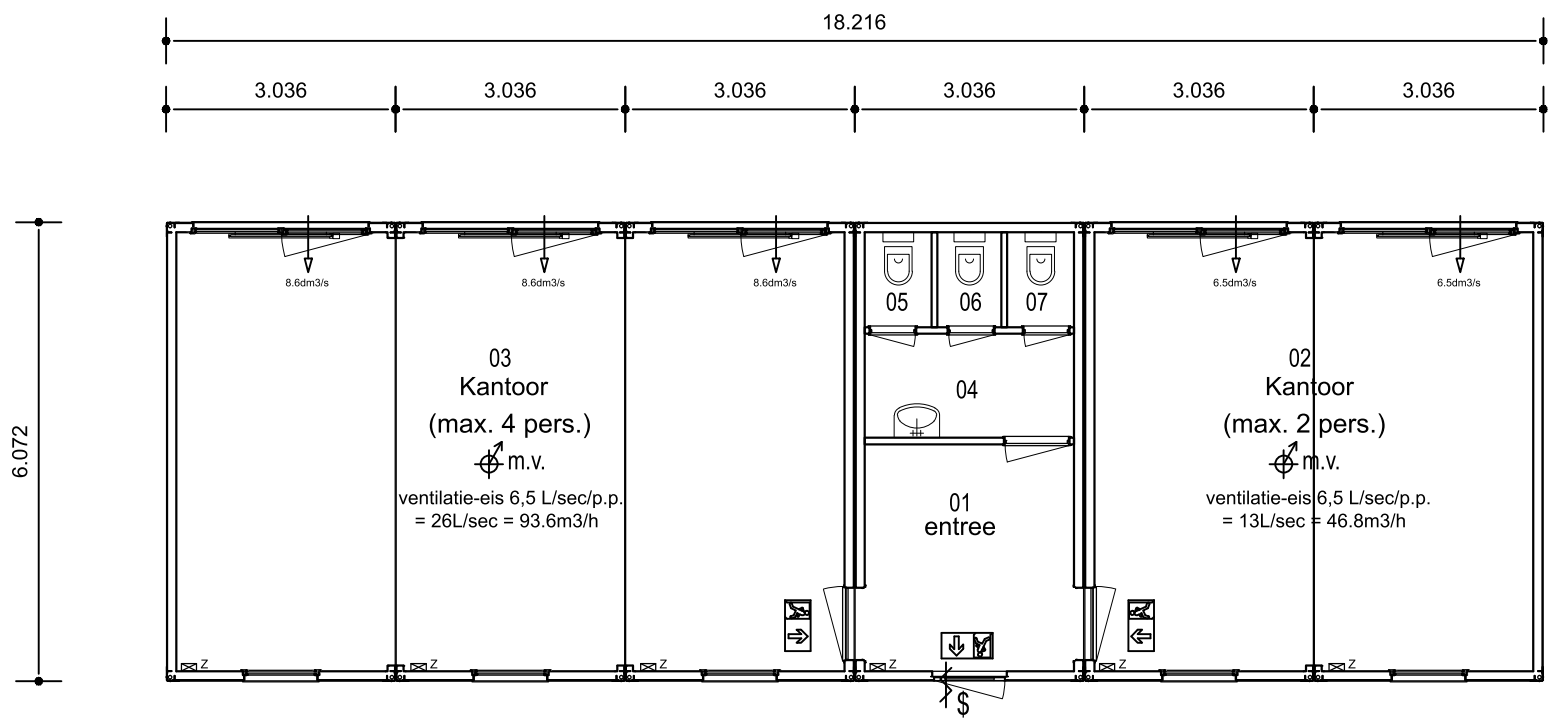 18.216
3.036 3.036 3.036 3.036 3.036 3.036
6.072
8.6dm3/s 8.6dm3/s 8.6dm3/s 6.5dm3/s 6.5dm3/s
05 06 07
03
Kantoor
(max. 4 pers.)
m.v.
ventilatie-eis 6,5 L/sec/p.p.
= 26L/sec = 93.6m3/h
04
01
entree
02
Kantoor
(max. 2 pers.)
m.v.
ventilatie-eis 6,5 L/sec/p.p.
= 13L/sec = 46.8m3/h
Z Z Z Z Z Z
$